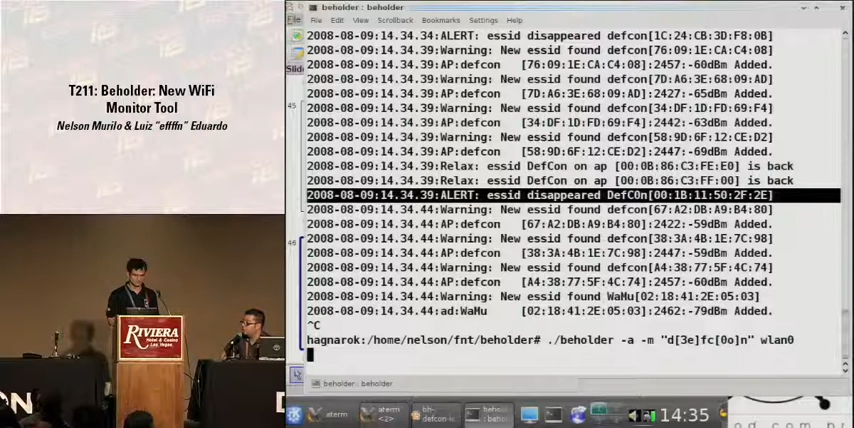 T211: Beholder: New WiFi
Monitor Tool
Nelson Murilo & Luiz "effffn" Eduardo
RIVIERA
Hotel & Casino
Las Vegas
beholder : beholder
File Edit View Scrollback Bookmarks Settings Help
File
Slide
45
46
2008-08-09:14.34.34:ALERT: essid disappeared defcon[1C:24:CB:3D:F8:0B]
2008-08-09:14.34.39:Warning: New essid found defcon[76:09:1E:CA:C4:08]
2008-08-09:14.34.39:AP:defcon [76:09:1E:CA:C4:08]:2457:-60dBm Added.
2008-08-09:14.34.39:Warning: New essid found defcon[7D:A6:3E:68:09:AD]
2008-08-09:14.34.39:AP:defcon [7D:A6:3E:68:09:AD]:2427:-65dBm Added.
2008-08-09:14.34.39:Warning: New essid found defcon[34:DF:1D:FD:69:F4]
2008-08-09:14.34.39:AP:defcon [34:DF:1D:FD:69:F4]:2442:-63dBm Added.
2008-08-09:14.34.39:Warning: New essid found defcon[58:9D:6F:12:CE:D2]
2008-08-09:14.34.39:AP:defcon [58:9D:6F:12:CE:D2]:2447:-69dBm Added.
2008-08-09:14.34.39:Relax: essid DefCon on ap [00:0B:86:C3:FE:E0] is back
2008-08-09:14.34.39:Relax: essid DefCon on ap [00:0B:86:C3:FF:00] is back
2008-08-09:14.34.39:ALERT: essid disappeared DefC0n[00:1B:11:50:2F:2E]
2008-08-09:14.34.44:Warning: New essid found defcon[67:A2:DB:A9:B4:80]
2008-08-09:14.34.44:AP:defcon [67:A2:DB:A9:B4:80]:2422:-59dBm Added.
2008-08-09:14.34.44:Warning: New essid found defcon[38:3A:4B:1E:7C:98]
2008-08-09:14.34.44:AP:defcon [38:3A:4B:1E:7C:98]:2447:-59dBm Added.
2008-08-09:14.34.44:Warning: New essid found defcon[A4:38:77:5F:4C:74]
2008-08-09:14.34.44:AP:defcon [A4:38:77:5F:4C:74]:2457:-60dBm Added.
2008-08-09:14.34.44:Warning: New essid found WaMu[02:18:41:2E:05:03]
2008-08-09:14.34.44:ad:WaMu [02:18:41:2E:05:03]:2462:-79dBm Added.
^C
hagnarok:/home/nelson/fnt/beholder# ./beholder -a -m "d[3e]fc[0o]n" wlan0
beholder : beholder
aterm
aterm
<2>
bh-
defcon-ic
beho
: beho
14:35